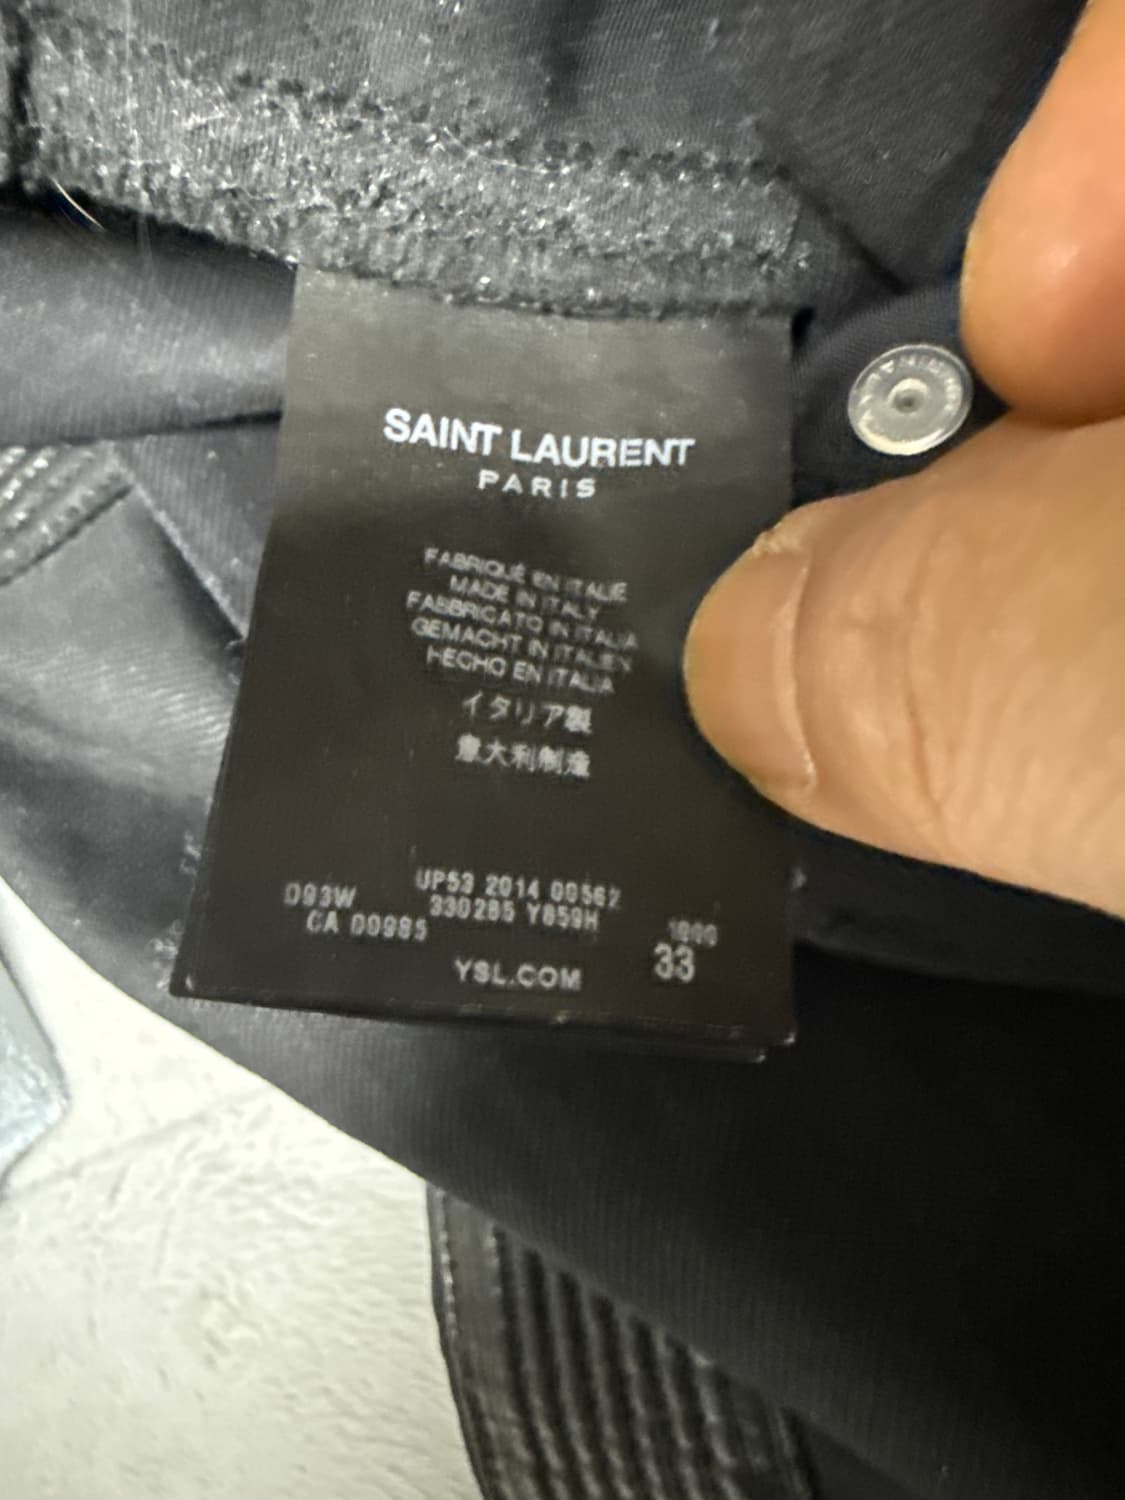 SAINT LAURENT
PARIS
FABRIQUÉ EN ITALIE
MADE IN ITALY
FABBRICATO IN ITALIA
GEMACHT IN ITALIEN
HECHO EN ITALIA
イタリア製
意大利制造
UP53 2014 00562
D93W 330285 Y859H 1000
CA 00985 33
YSL.COM